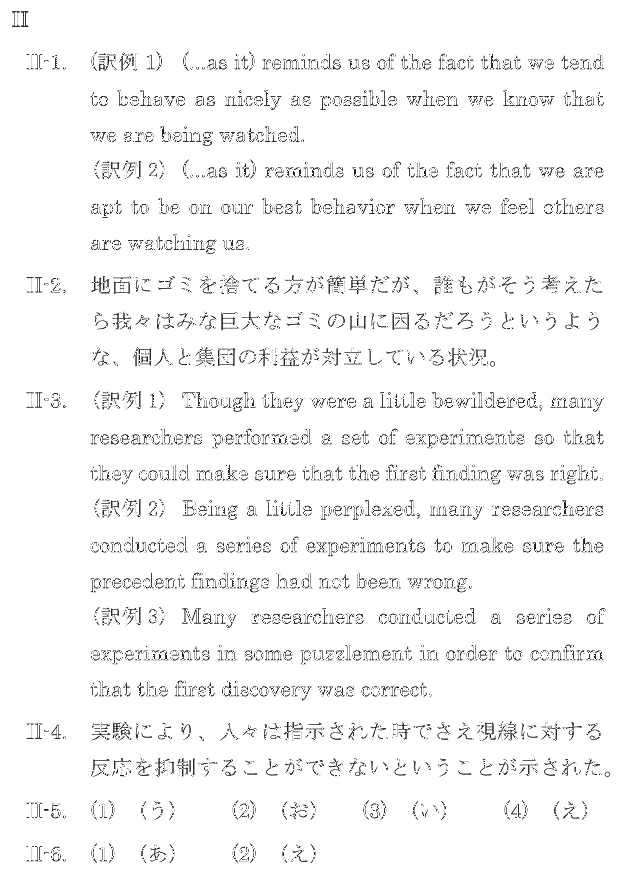 II
II-1. (訳例 1) (...as it) reminds us of the fact that we tend
to behave as nicely as possible when we know that
we are being watched.
(訳例 2) (...as it) reminds us of the fact that we are
apt to be on our best behavior when we feel others
are watching us.
II-2. 地面にゴミを捨てる方が簡単だが、誰もがそう考えた
ら我々はみな巨大なゴミの山に困るだろうというよう
な、個人と集団の利益が対立している状況。
II-3. (訳例 1) Though they were a little bewildered, many
researchers performed a set of experiments so that
they could make sure that the first finding was right.
(訳例 2) Being a little perplexed, many researchers
conducted a series of experiments to make sure the
precedent findings had not been wrong.
(訳例 3) Many researchers conducted a series of
experiments in some puzzlement in order to confirm
that the first discovery was correct.
II-4. 実験により、人々は指示された時でさえ視線に対する
反応を抑制することができないということが示された。
II-5. (1) (う) (2) (お) (3) (い) (4) (え)
II-6. (1) (あ) (2) (え)